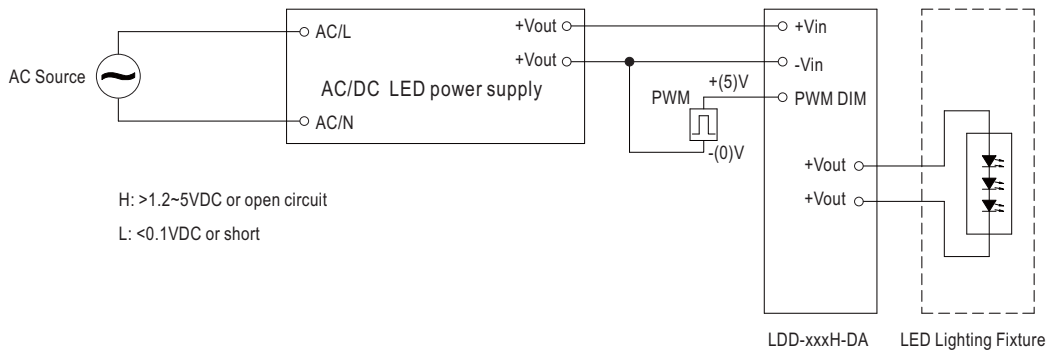 AC Source
AC/L
AC/N
AC/DC LED power supply
+Vout
+Vout
PWM
+(5)V
-(0)V
+Vin
-Vin
PWM DIM
+Vout
+Vout
H: >1.2~5VDC or open circuit
L: <0.1VDC or short
LDD-xxxH-DA
LED Lighting Fixture